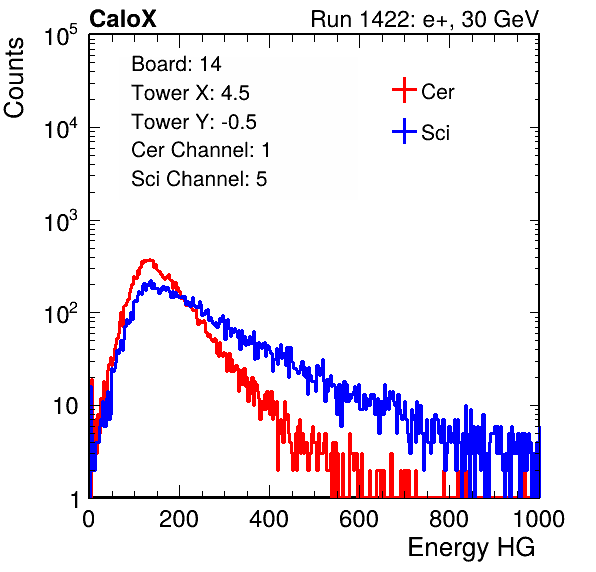 CaloX Run 1422: e+, 30 GeV
Board: 14
Tower X: 4.5
Tower Y: -0.5
Cer Channel: 1
Sci Channel: 5
Cer
Sci
Counts
10^5
10^4
10^3
10^2
10
1
0 200 400 600 800 1000
Energy HG